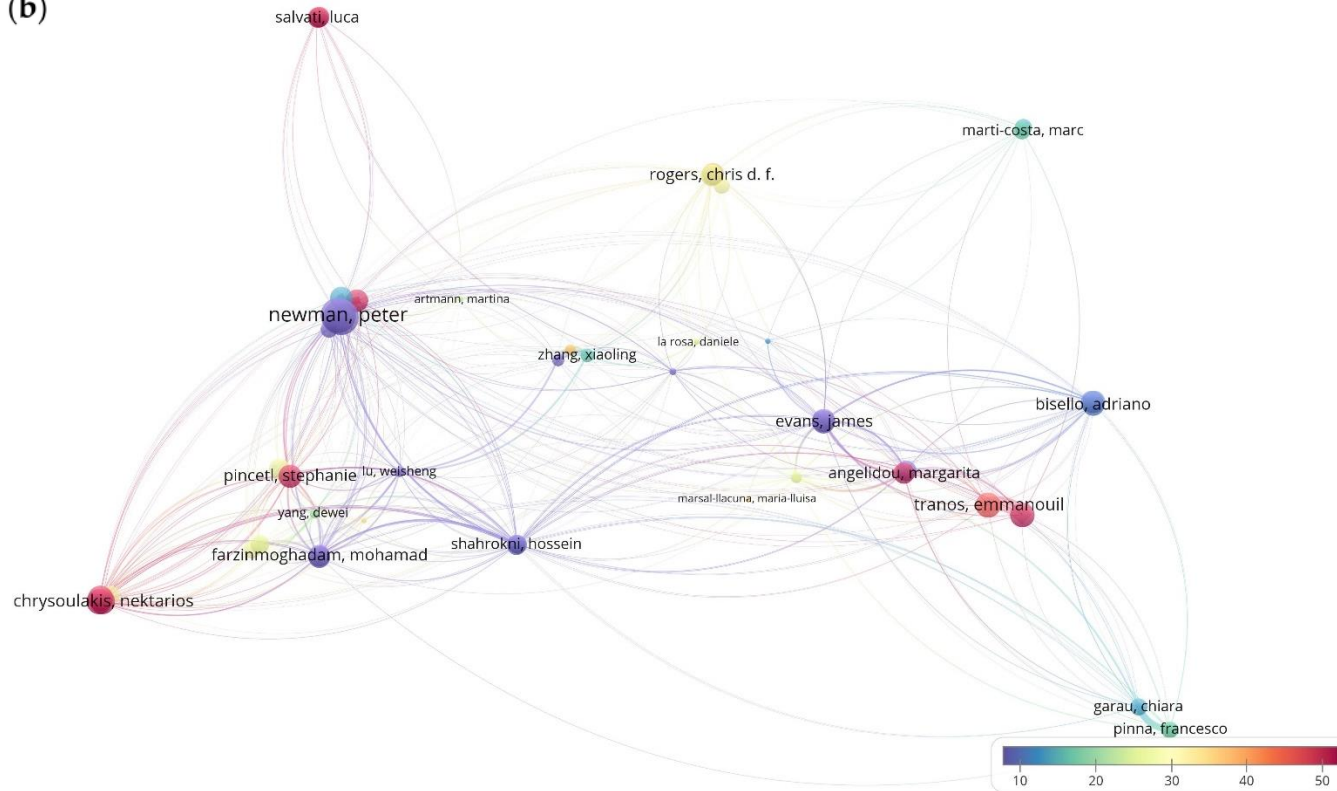 (b)
salvati, luca
marti-costa, marc
rogers, chris d. f.
artmann, martina
newman, peter
la rosa, daniele
zhang, xiaoling
bisello, adriano
evans, james
pincetl, stephanie
lu, weisheng
angelidou, margarita
marsal-llacuna, maria-lluisa
tranos, emmanouil
yang, dewei
shahrokni, hossein
farzinmoghadam, mohamad
chrysoulakis, nektarios
garau, chiara
pinna, francesco
10 20 30 40 50